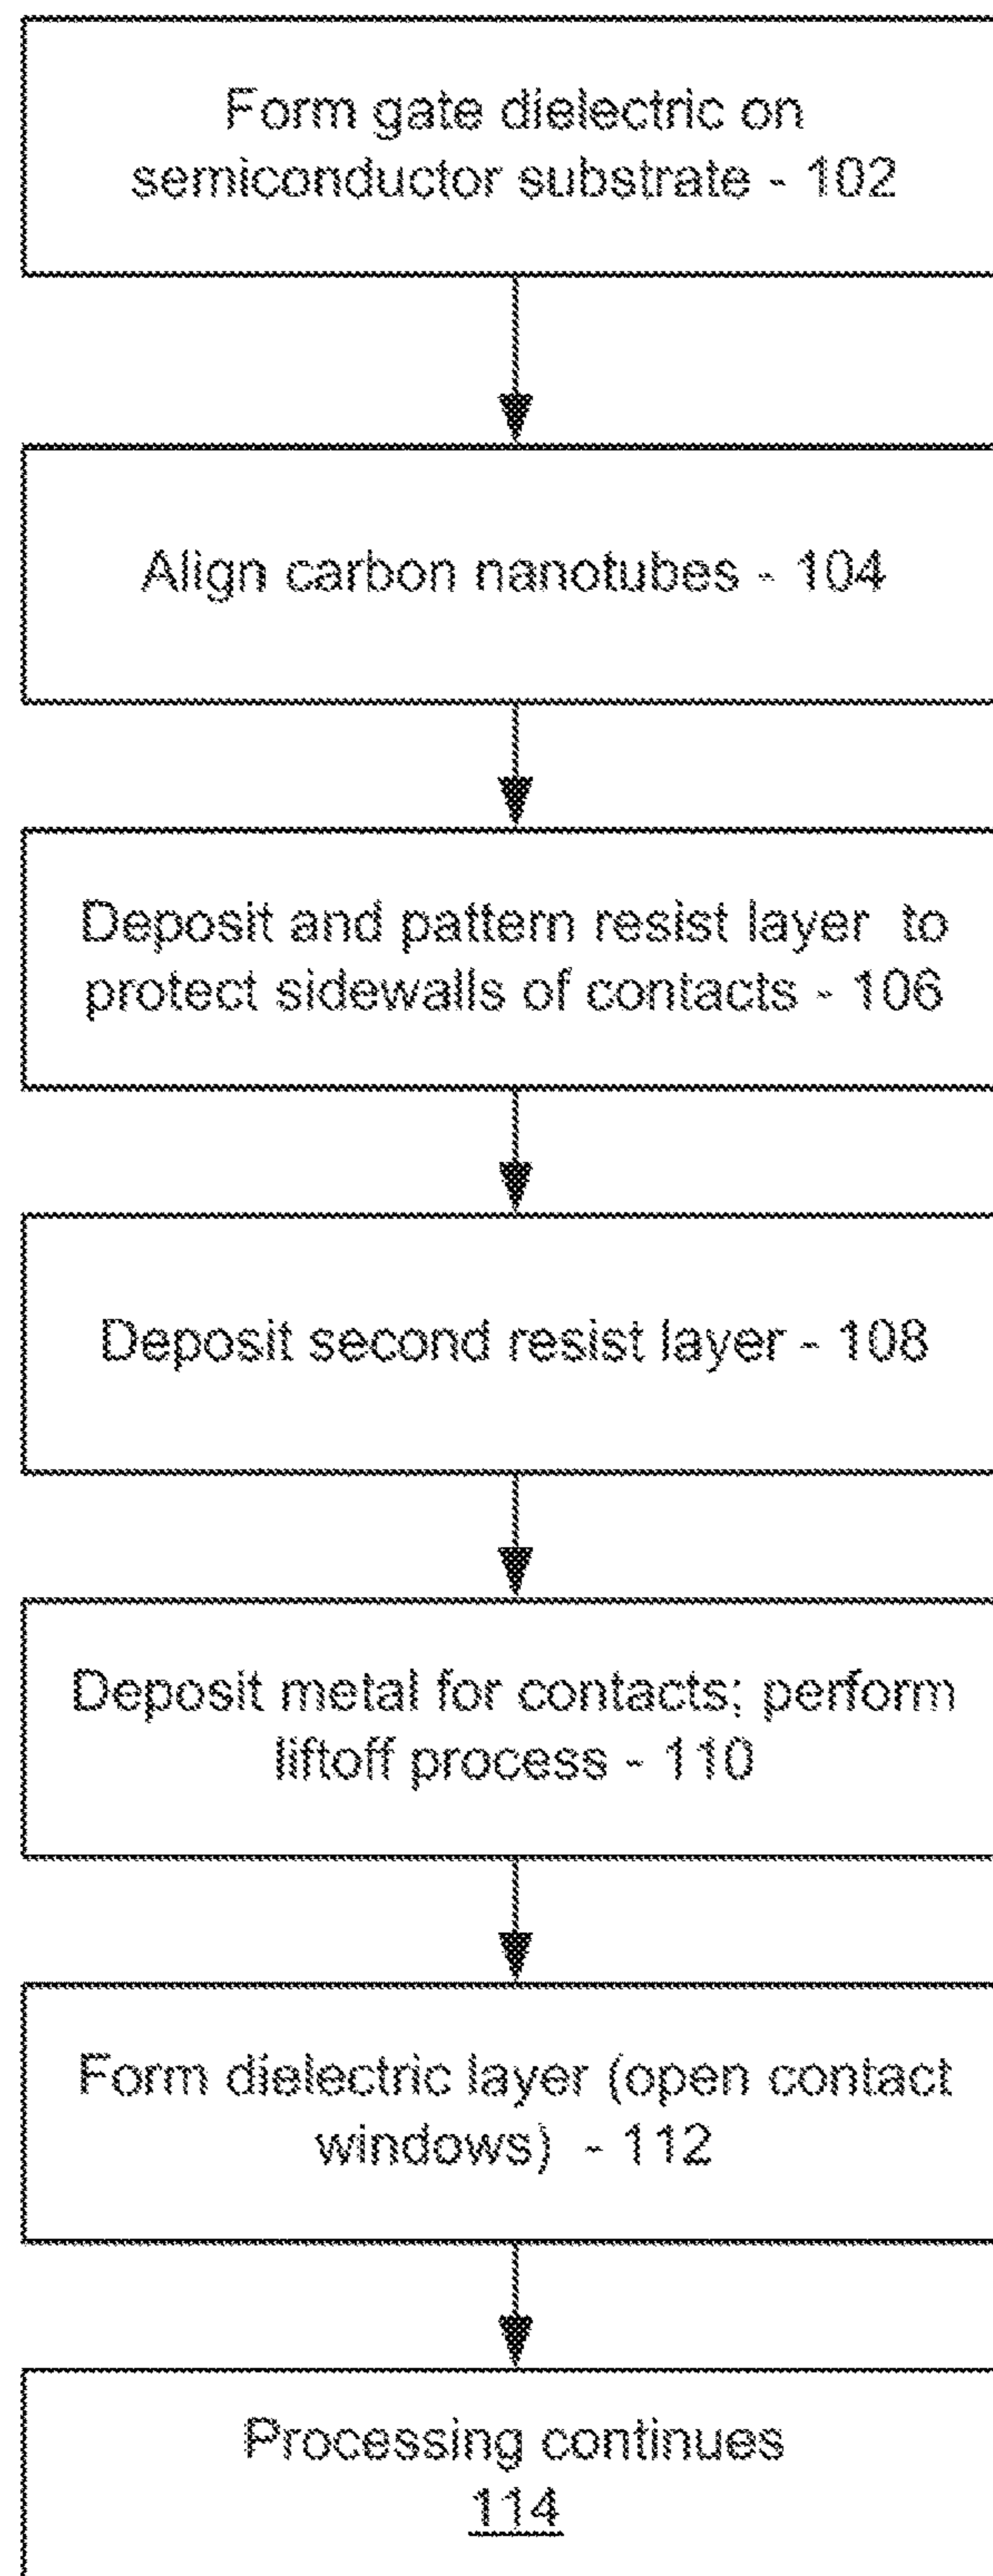 Form gate dielectric on
semiconductor substrate - 102
Align carbon nanotubes - 104
Deposit and pattern resist layer to
protect sidewalls of contacts - 106
Deposit second resist layer - 108
Deposit metal for contacts; perform
liftoff process - 110
Form dielectric layer (open contact
windows) - 112
Processing continues
114